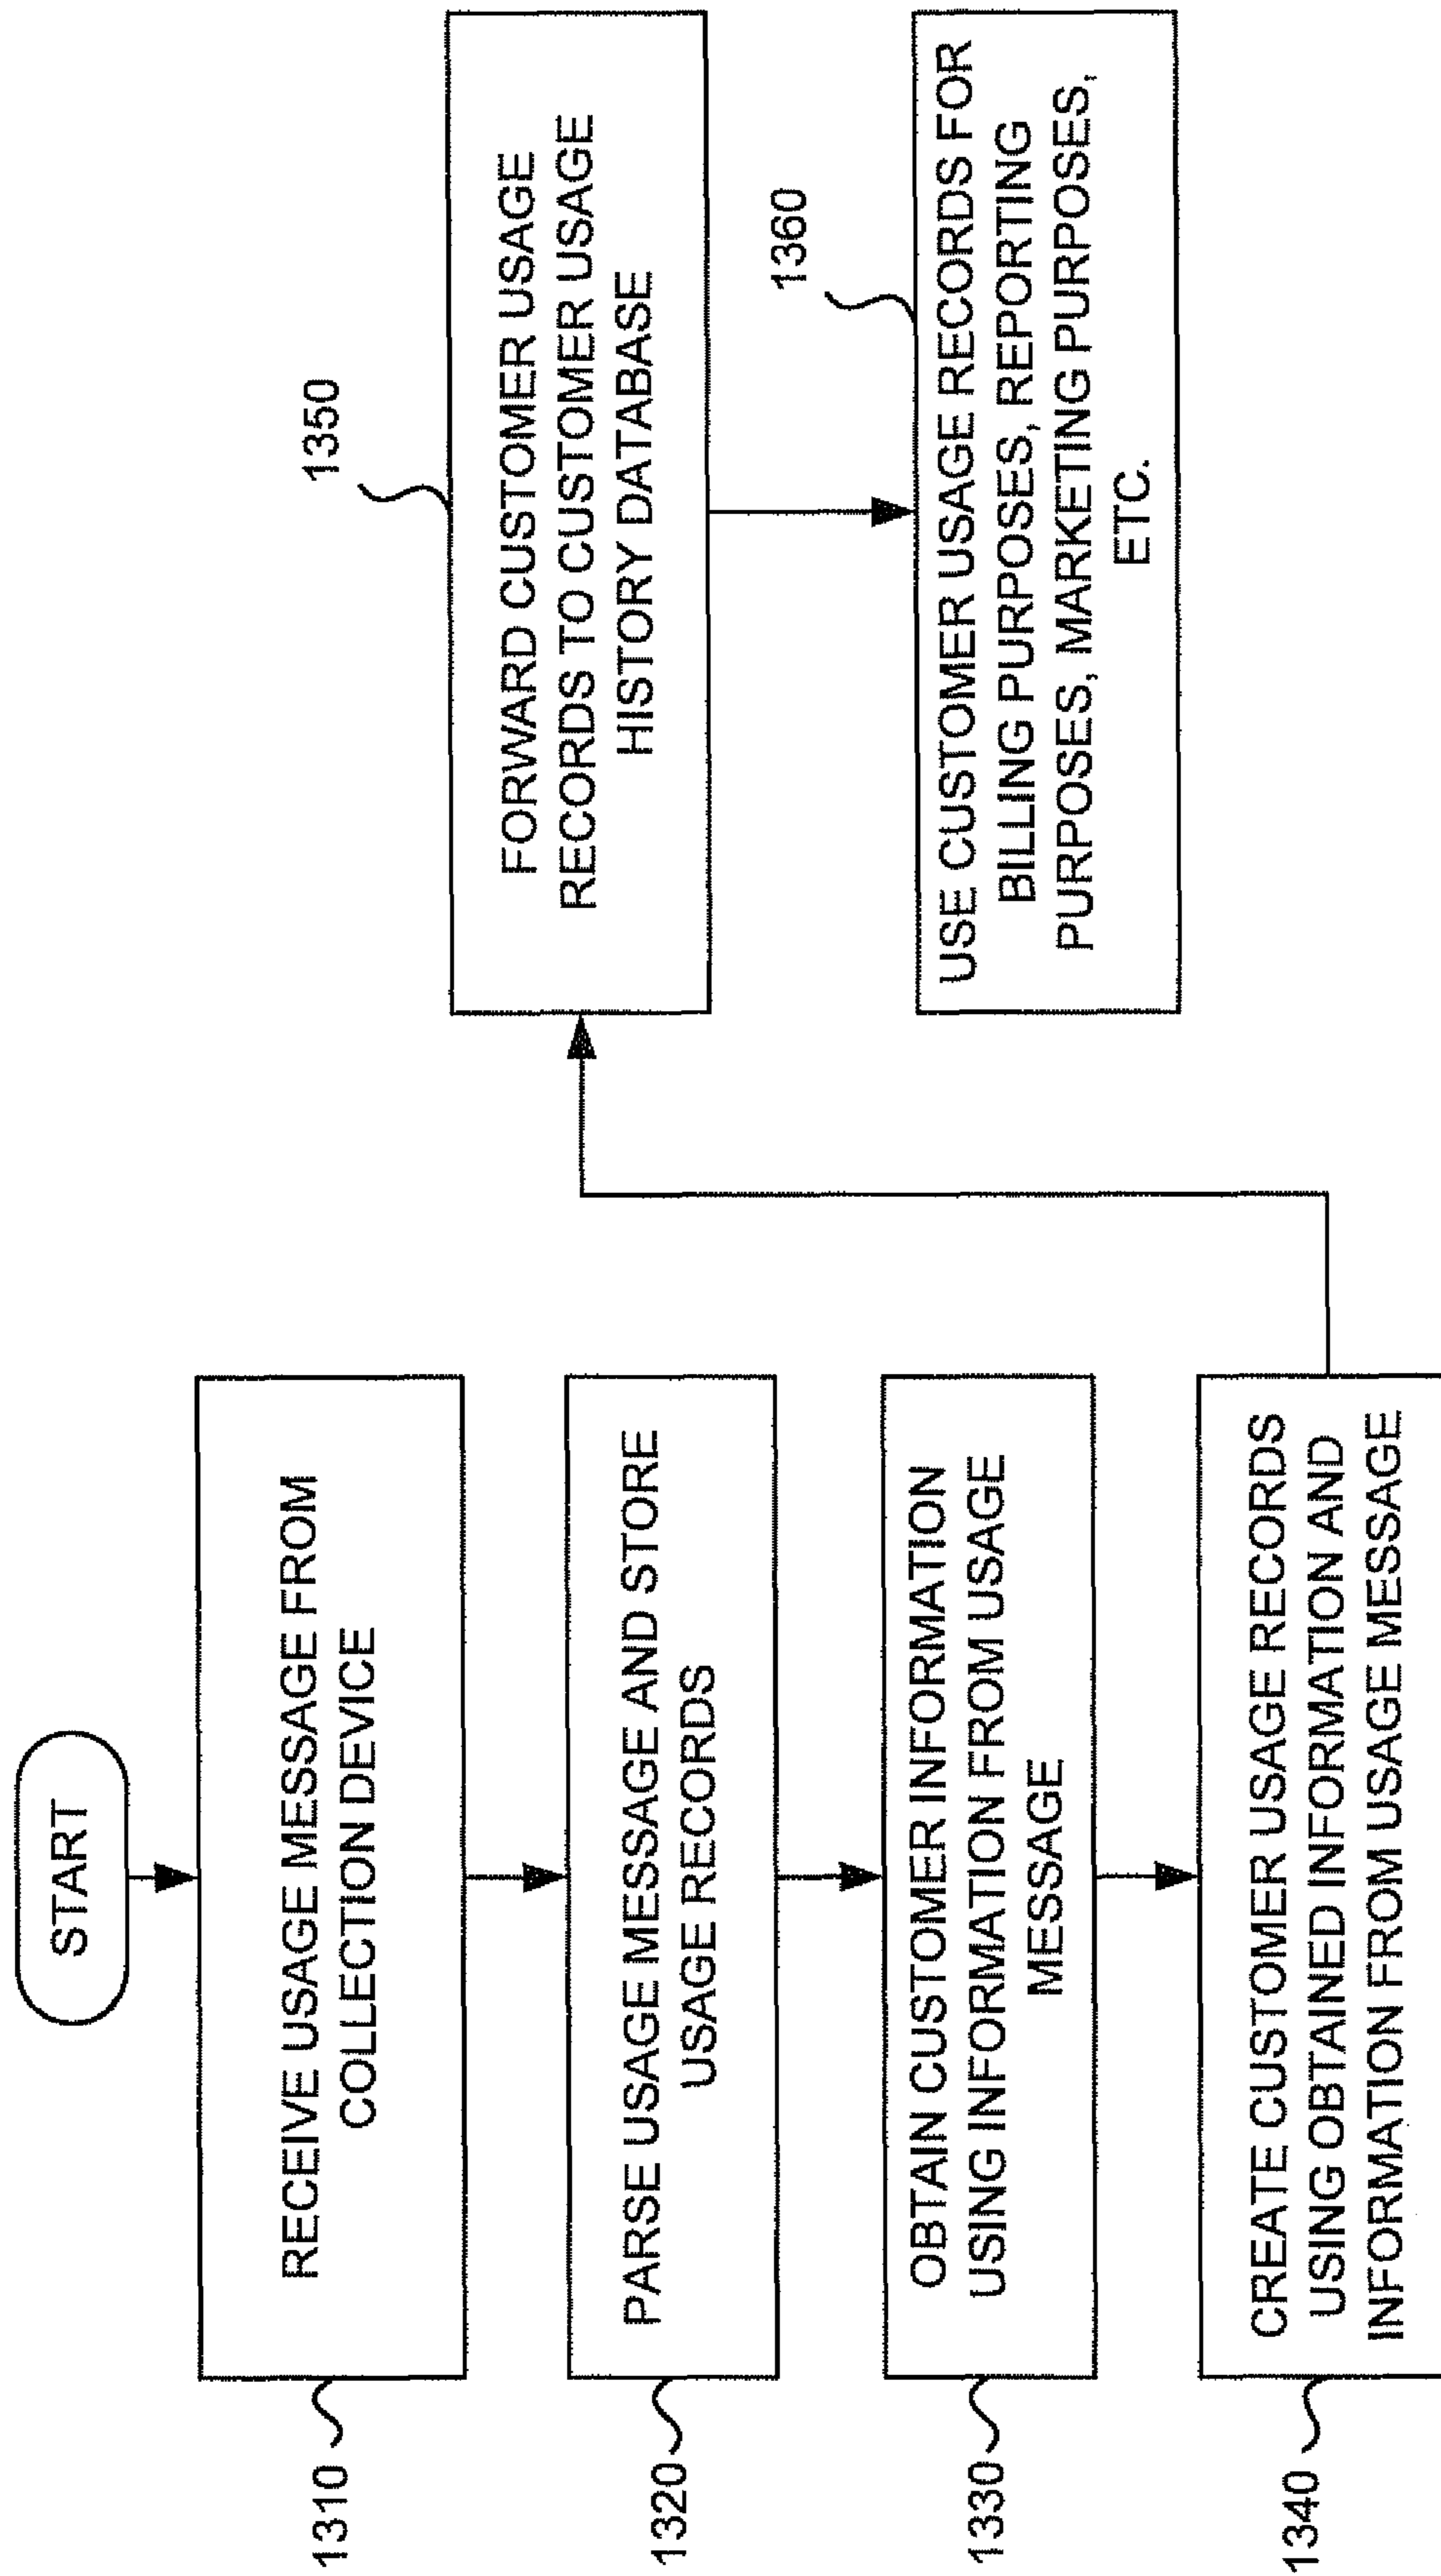 START
RECEIVE USAGE MESSAGE FROM
COLLECTION DEVICE
1310
PARSE USAGE MESSAGE AND STORE
USAGE RECORDS
1320
OBTAIN CUSTOMER INFORMATION
USING INFORMATION FROM USAGE
MESSAGE
1330
CREATE CUSTOMER USAGE RECORDS
USING OBTAINED INFORMATION AND
INFORMATION FROM USAGE MESSAGE
1340
1350
FORWARD CUSTOMER USAGE
RECORDS TO CUSTOMER USAGE
HISTORY DATABASE
1360
USE CUSTOMER USAGE RECORDS FOR
BILLING PURPOSES, REPORTING
PURPOSES, MARKETING PURPOSES,
ETC.